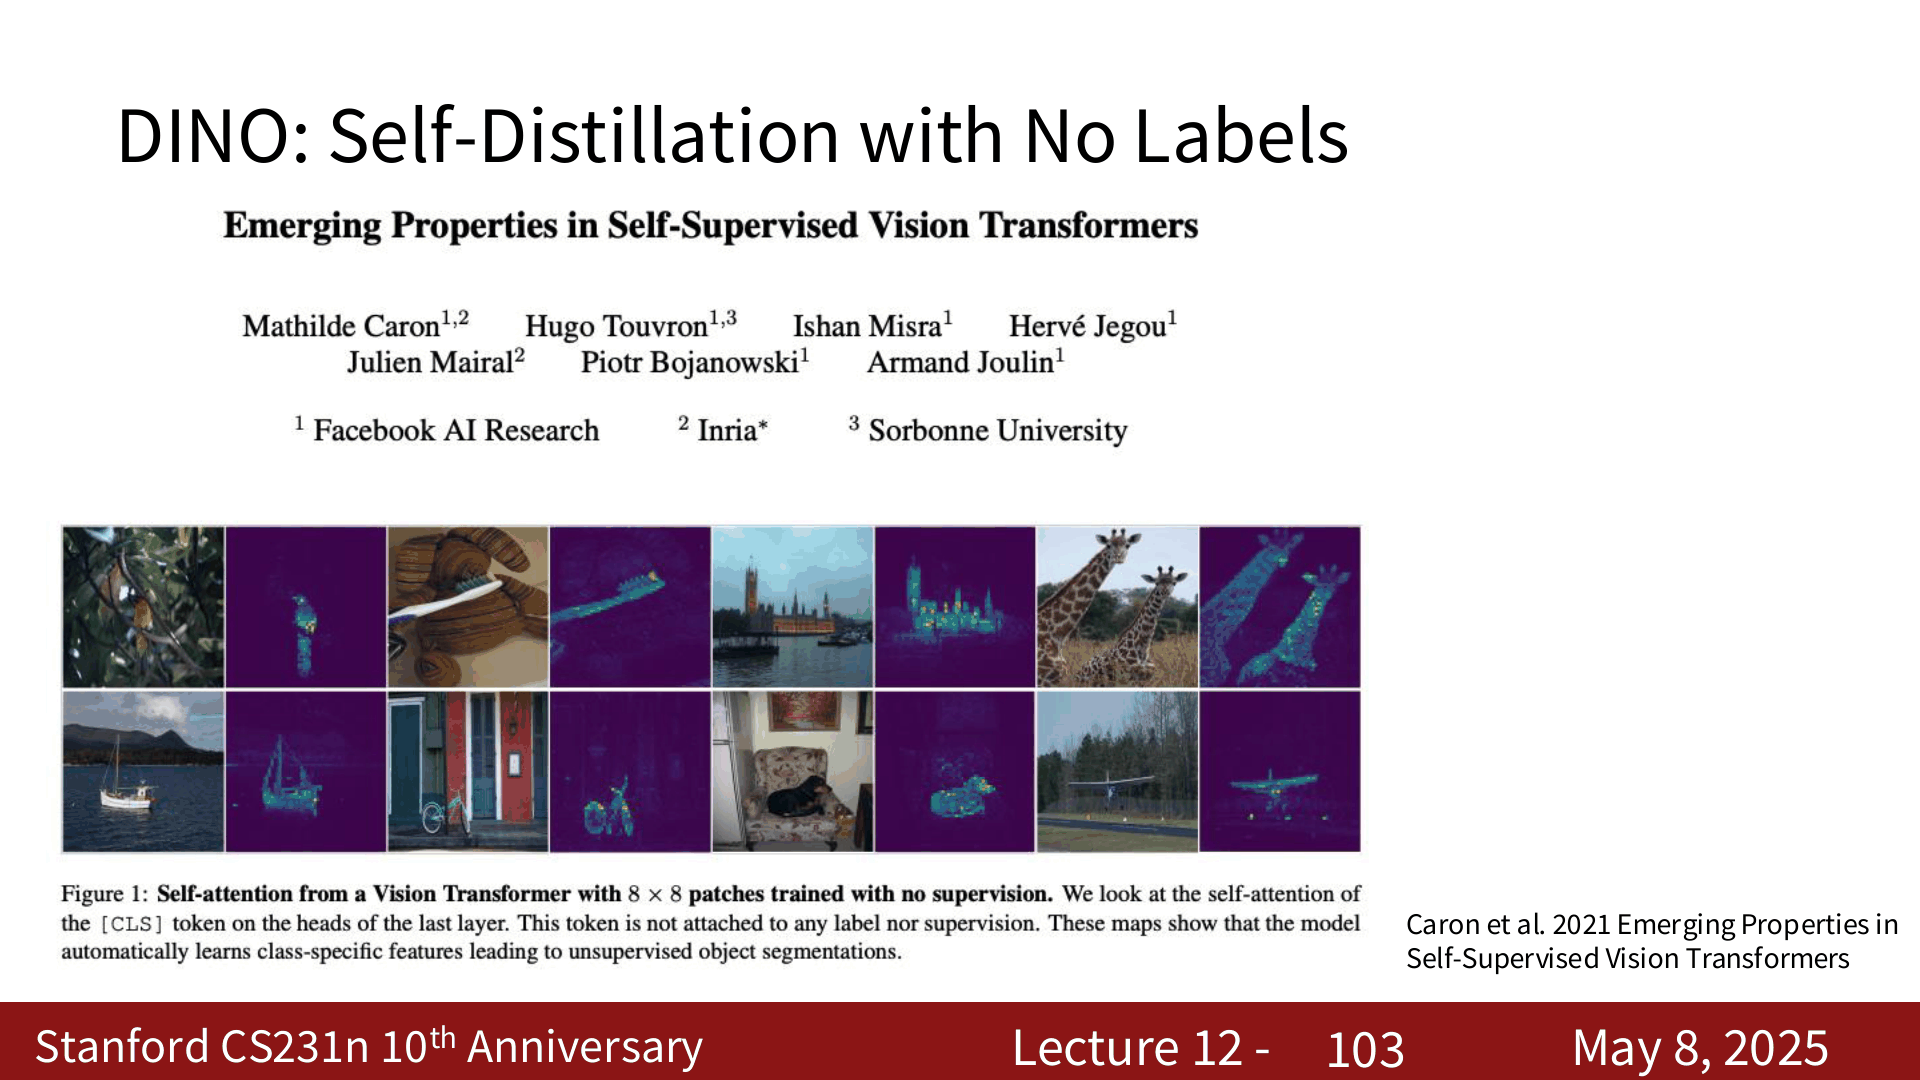 DINO: Self-Distillation with No Labels
Emerging Properties in Self-Supervised Vision Transformers
Mathilde Caron1,2 Hugo Touvron1,3 Ishan Misra1 Hervé Jegou1
Julien Mairal2 Piotr Bojanowski1 Armand Joulin1
1 Facebook AI Research 2 Inria* 3 Sorbonne University
Figure 1: Self-attention from a Vision Transformer with 8 × 8 patches trained with no supervision. We look at the self-attention of
the [CLS] token on the heads of the last layer. This token is not attached to any label nor supervision. These maps show that the model
automatically learns class-specific features leading to unsupervised object segmentations.
Caron et al. 2021 Emerging Properties in
Self-Supervised Vision Transformers
Stanford CS231n 10th Anniversary
Lecture 12 - 103
May 8, 2025